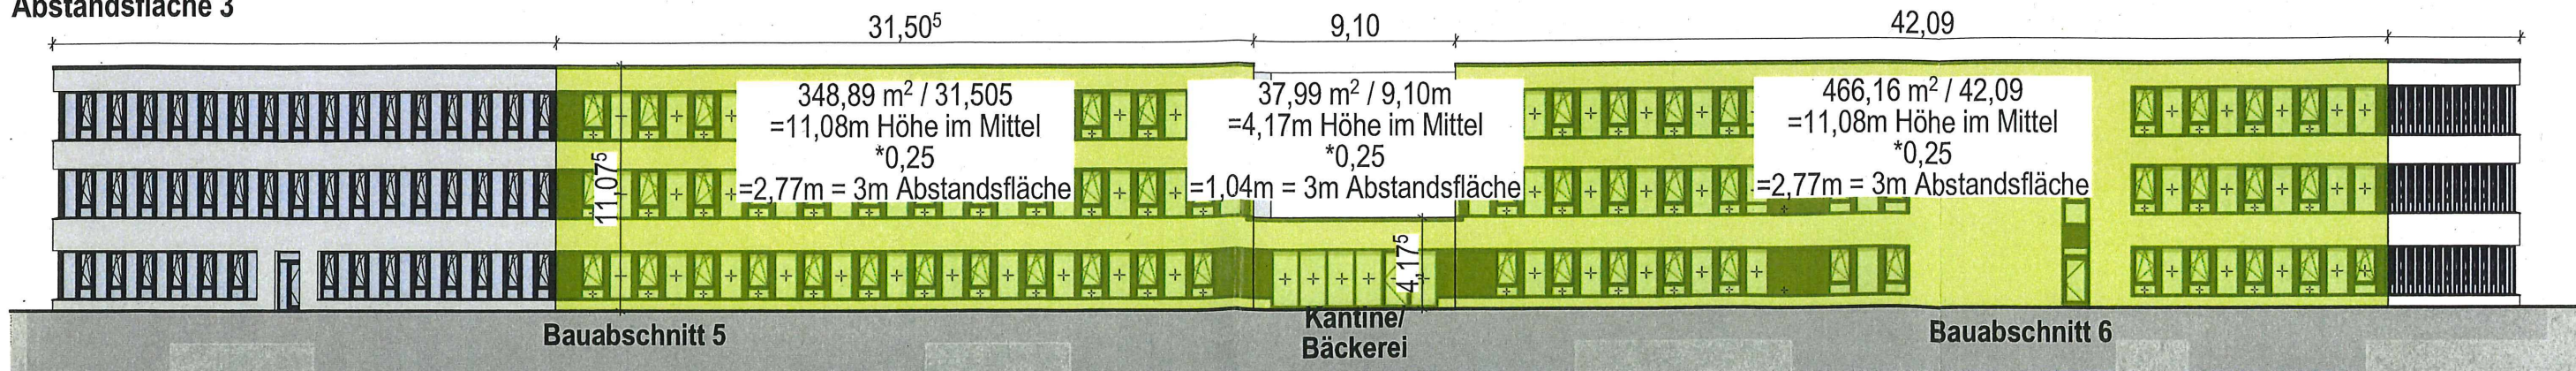 Abstandsfläche 3
31,50⁵
9,10
42,09
348,89 m² / 31,505
=11,08m Höhe im Mittel
*0,25
=2,77m = 3m Abstandsfläche
37,99 m² / 9,10m
=4,17m Höhe im Mittel
*0,25
=1,04m = 3m Abstandsfläche
466,16 m² / 42,09
=11,08m Höhe im Mittel
*0,25
=2,77m = 3m Abstandsfläche
11,07⁵
4,17⁵
Bauabschnitt 5
Kantine/
Bäckerei
Bauabschnitt 6